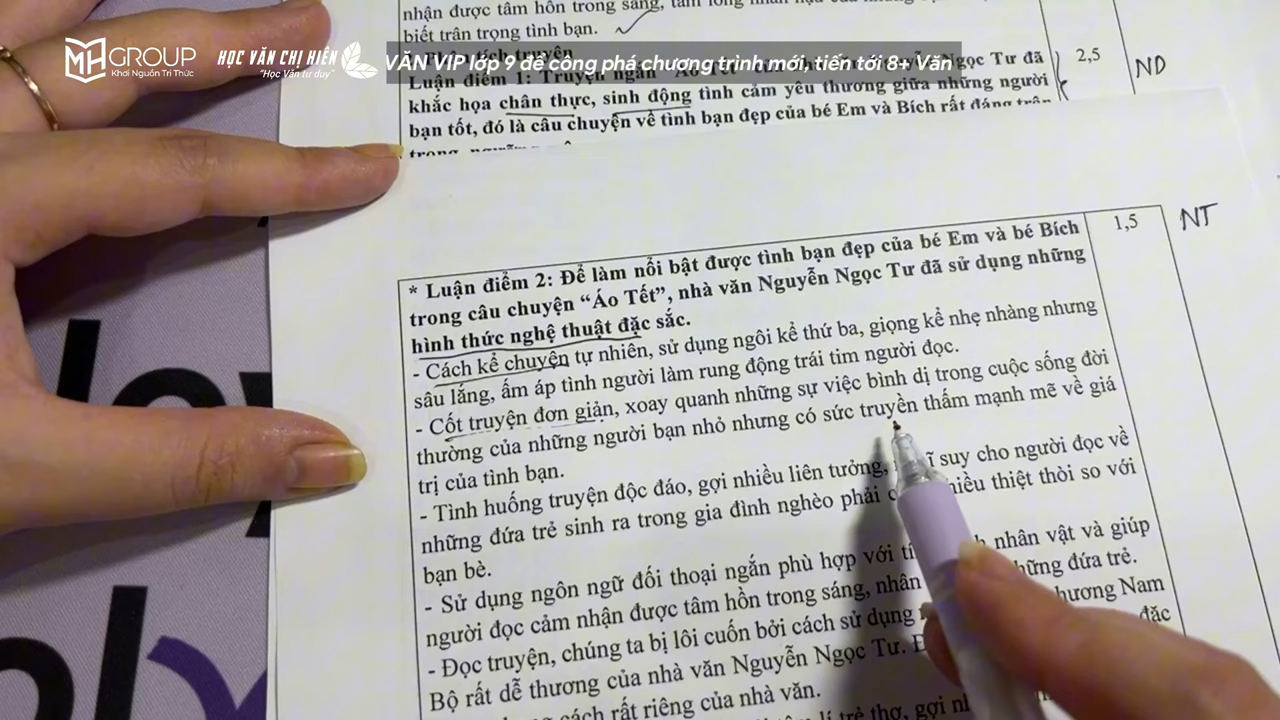 nhận được tâm hồn trong sáng,
biết trân trọng tình bạn.
MH GROUP
Khơi Nguồn Tri Thức
HỌC VĂN CHỊ HIÊN
"Học Văn tư duy"
VĂN VIP lớp 9 để công phá chương trình mới, tiến tới 8+ Văn
Luận điểm 1: Truyện ngắn Ngọc Tư đã
khắc họa chân thực, sinh động tình cảm yêu thương giữa những người
bạn tốt, đó là câu chuyện về tình bạn đẹp của bé Em và Bích rất đáng trân
2,5
ND
* Luận điểm 2: Để làm nổi bật được tình bạn đẹp của bé Em và bé Bích
trong câu chuyện “Áo Tết”, nhà văn Nguyễn Ngọc Tư đã sử dụng những
hình thức nghệ thuật đặc sắc.
1,5
NT
- Cách kể chuyện tự nhiên, sử dụng ngôi kể thứ ba, giọng kể nhẹ nhàng nhưng
sâu lắng, ấm áp tình người làm rung động trái tim người đọc.
- Cốt truyện đơn giản, xoay quanh những sự việc bình dị trong cuộc sống đời
thường của những người bạn nhỏ nhưng có sức truyền thấm mạnh mẽ về giá
trị của tình bạn.
- Tình huống truyện độc đáo, gợi nhiều liên tưởng, suy cho người đọc về
những đứa trẻ sinh ra trong gia đình nghèo phải thiệt thòi so với
bạn bè.
- Sử dụng ngôn ngữ đối thoại ngắn phù hợp với nhân vật và giúp
người đọc cảm nhận được tâm hồn trong sáng, nhân những đứa trẻ.
- Đọc truyện, chúng ta bị lôi cuốn bởi cách sử dụng phương Nam
Bộ rất dễ thương của nhà văn Nguyễn Ngọc Tư. đặc
cách rất riêng của nhà văn.
lí trẻ thơ, gợi